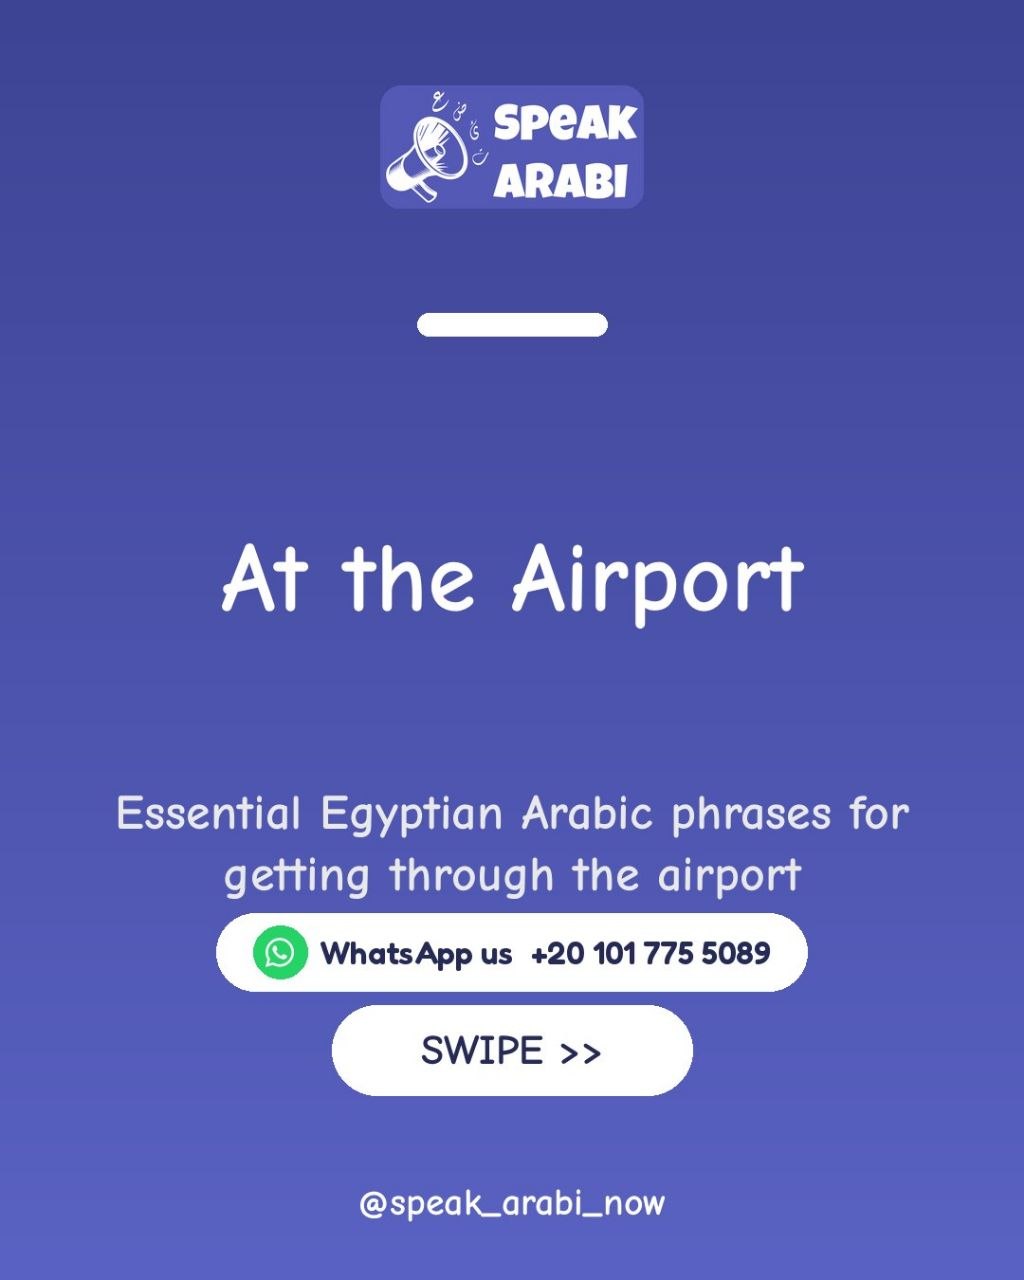 ع ض ئ ت
SPEAK
ARABI
At the Airport
Essential Egyptian Arabic phrases for
getting through the airport
WhatsApp us +20 101 775 5089
SWIPE >>
@speak_arabi_now